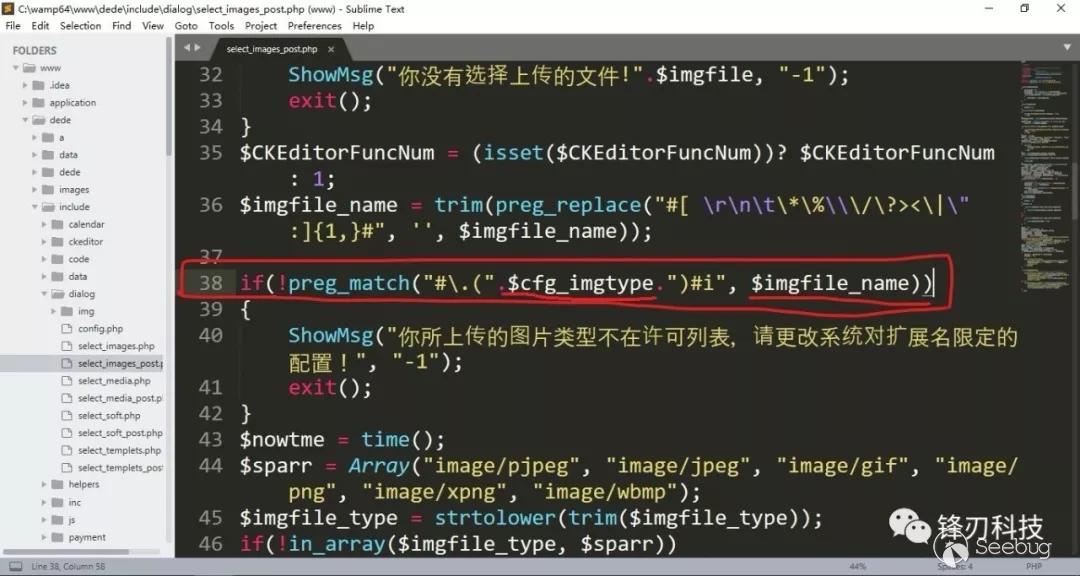 C:\wamp64\www\dede\include\dialog\select_images_post.php (www) - Sublime Text
File Edit Selection Find View Goto Tools Project Preferences Help
FOLDERS
www
.idea
application
dede
a
data
dede
images
include
calendar
ckeditor
code
data
dialog
img
config.php
select_images.php
select_images_post.p
select_media.php
select_media_post.pl
select_soft.php
select_soft_post.php
select_templets.php
select_templets_post
helpers
inc
js
payment
select_images_post.php ×
32 ShowMsg("你没有选择上传的文件!".$imgfile, "-1");
33 exit();
34 }
35 $CKEditorFuncNum = (isset($CKEditorFuncNum))? $CKEditorFuncNum
: 1;
36 $imgfile_name = trim(preg_replace("#[ \r\n\t\*\%\\\/\?><\|\"
:]{1,}#", '', $imgfile_name));
37
38 if(!preg_match("#\.(".$cfg_imgtype.")#i", $imgfile_name))
39 {
40 ShowMsg("你所上传的图片类型不在许可列表，请更改系统对扩展名限定的
配置！", "-1");
41 exit();
42 }
43 $nowtme = time();
44 $sparr = Array("image/pjpeg", "image/jpeg", "image/gif", "image/
png", "image/xpng", "image/wbmp");
45 $imgfile_type = strtolower(trim($imgfile_type));
46 if(!in_array($imgfile_type, $sparr))
锋刃科技
Seebug
Line 38, Column 58
44%
Spaces: 4
PHP